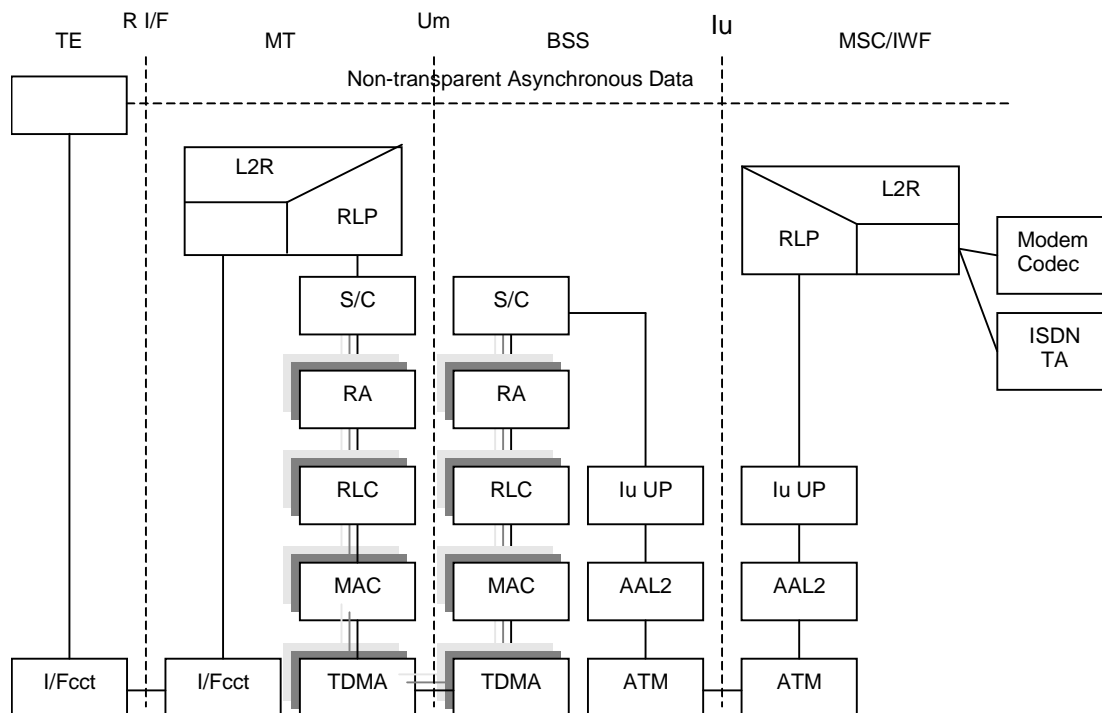 R I/F
Um
Iu
TE
MT
BSS
MSC/IWF
Non-transparent Asynchronous Data
L2R
RLP
L2R
RLP
Modem
Codec
S/C
S/C
ISDN
TA
RA
RA
RLC
RLC
Iu UP
Iu UP
MAC
MAC
AAL2
AAL2
I/Fcct
I/Fcct
TDMA
TDMA
ATM
ATM